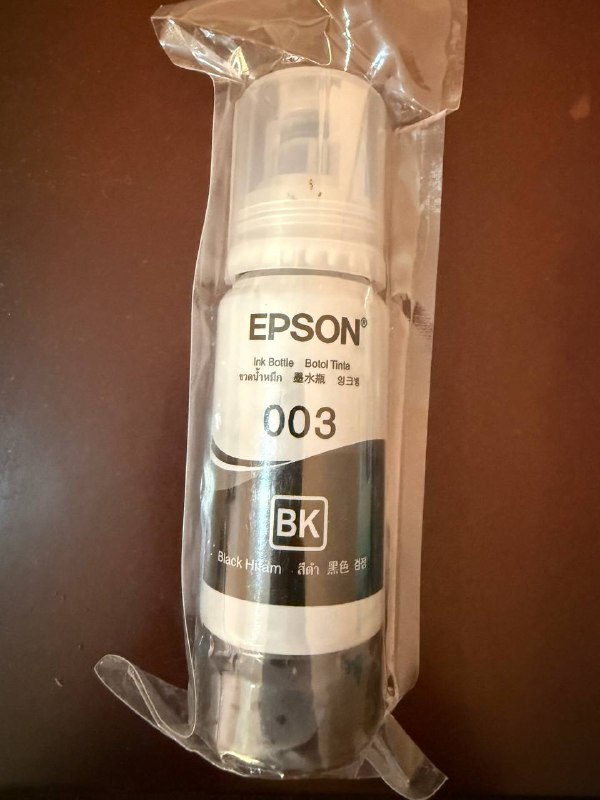 EPSON®
Ink Bottle Botol Tinta
ขวดน้ำหมึก 墨水瓶 잉크병
003
BK
Black Hitam สีดำ 黑色 검정